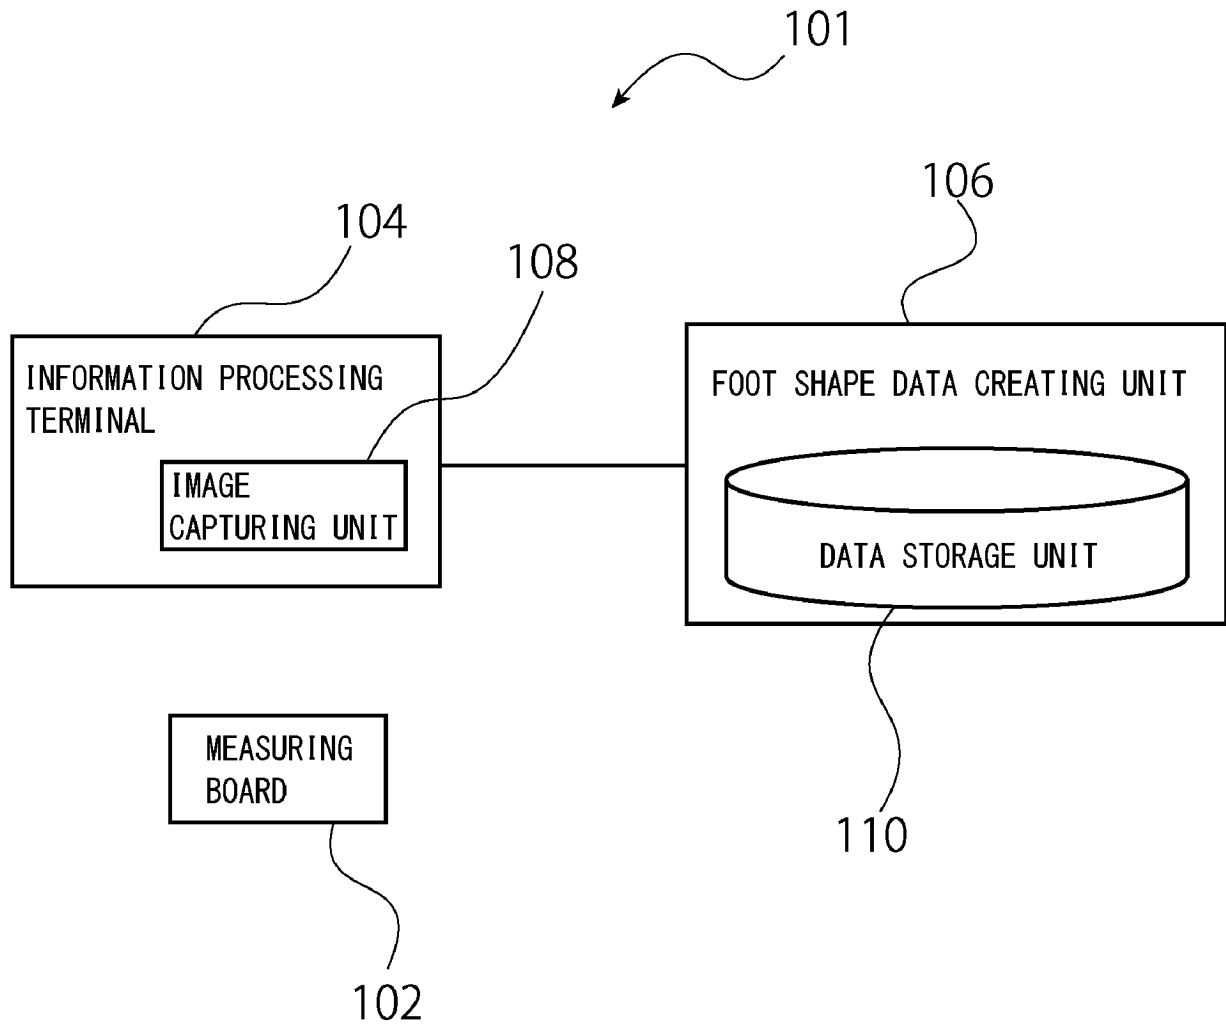 101
106
104
108
INFORMATION PROCESSING
TERMINAL
IMAGE
CAPTURING UNIT
FOOT SHAPE DATA CREATING UNIT
DATA STORAGE UNIT
MEASURING
BOARD
110
102